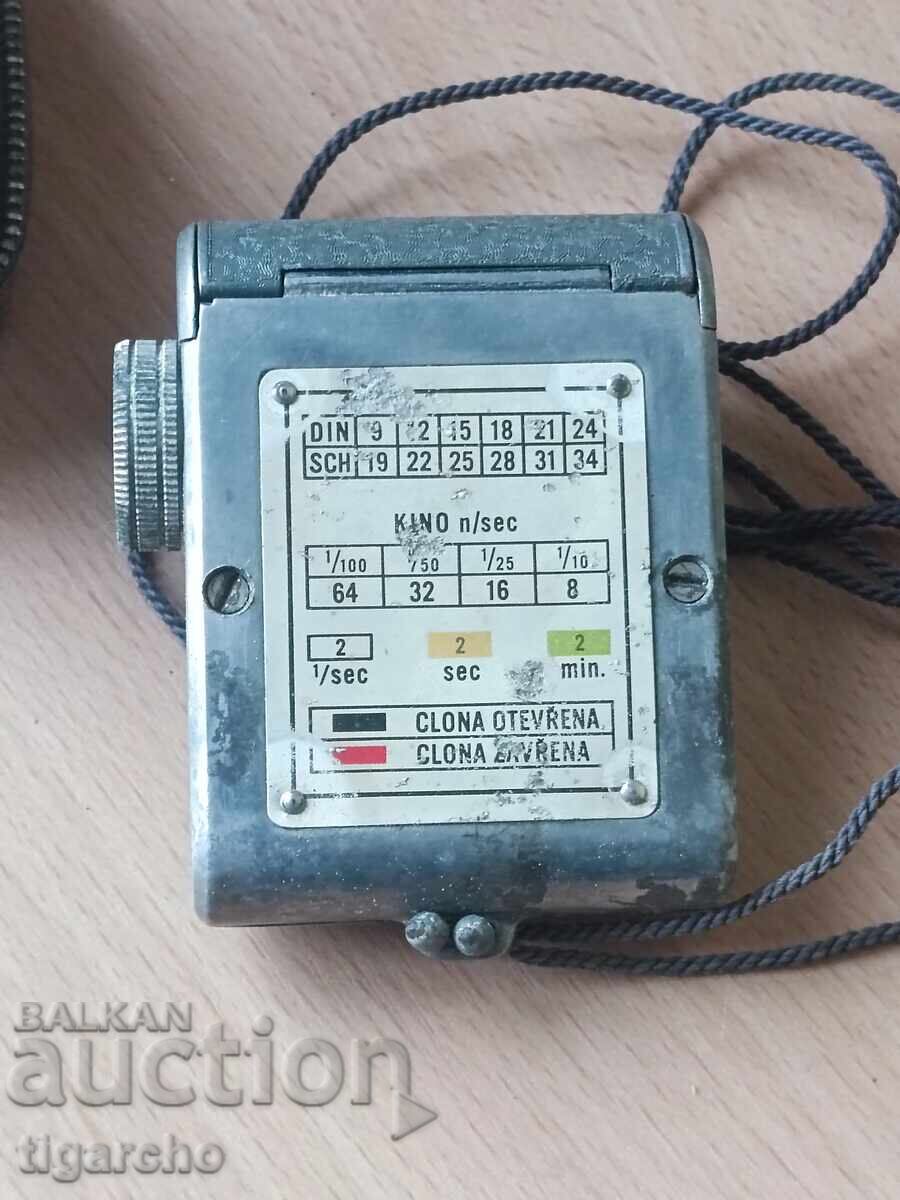 DIN 9 12 15 18 21 24
SCH 19 22 25 28 31 34
KINO n/sec
1/100 1/50 1/25 1/10
64 32 16 8
2 2 2
1/sec sec min.
CLONA OTEVŘENA
CLONA ZAVŘENA
BALKAN
auction
tigarcho